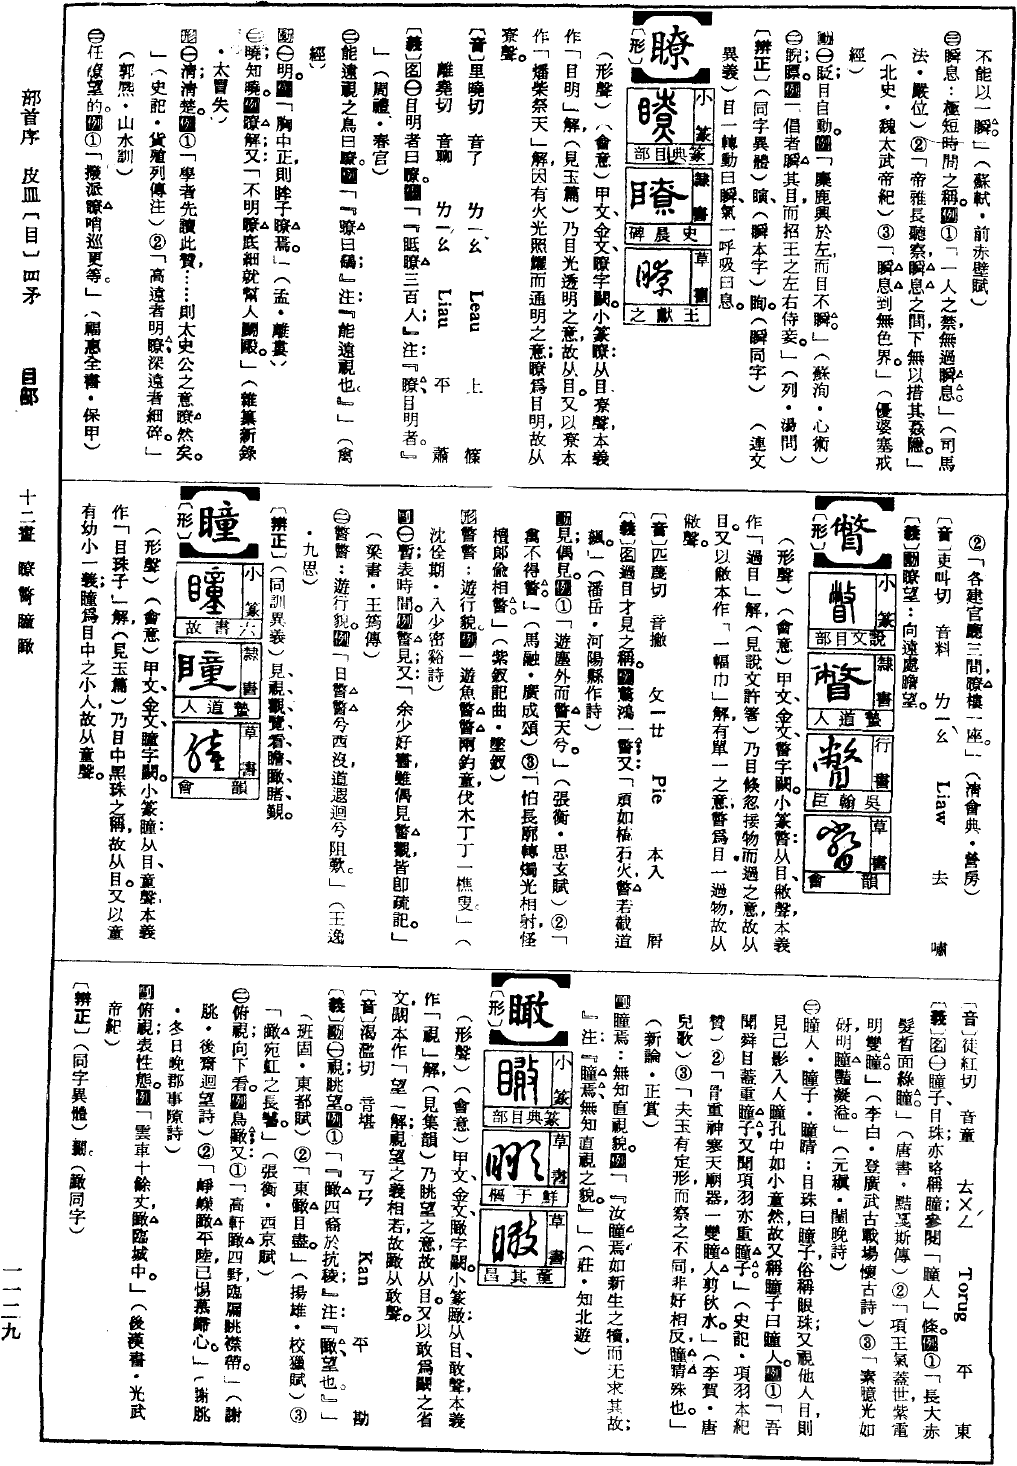 不能以一瞬。」(蘇軾・前赤壁賦)
㊂瞬息：極短時間之稱。例①「一人之禁，無過瞬息。」(司馬
法・嚴位)②「帝雅長聽察，瞬息之間，下無以措其姦隱。」
(北史・魏太武帝紀)③「瞬息到無色界。」(優婆塞戒
經)
動㊀眨目自動。例「麋鹿興於左，而目不瞬。」(蘇洵・心術)
㊁睨瞟。例「倡者瞬其目而招王之左右侍妾。」(列・湯問)
〔辨正〕(同字異體)瞚(瞬本字)眴(瞬同字) (連文
異義)目一轉動曰瞬，氣一呼吸曰息。
瞭
〔形〕
小篆
篆典目部
隸書
史晨碑
草書
王獻之
(形聲)(會意)甲文、金文瞭字闕。小篆瞭：从目、尞聲，本義
作「目明」解，(見玉篇)乃目光透明之意，故从目。又以尞本
作「燔柴祭天」解，因有火光照耀而通明之意，瞭爲目明，故从
尞聲。
〔音〕里曉切 音了 ㄌㄧㄠ Leau 上 篠
離堯切 音聊 ㄌㄧㄠ Liau 平 蕭
〔義〕名㊀目明者曰瞭。例「『眡瞭三百人』注：『瞭，目明者。』
」(周禮・春官)
㊁能遠視之鳥曰瞭。例「『瞭曰鷂』注：『能遠視也。』」(禽
經)
動㊀明。例「胸中正，則眸子瞭焉。」(孟・離婁)
㊁曉知。例瞭解；又：「不明瞭底細就幫人鬪毆。」(雜纂新錄
・太冒失)
形㊀清；清楚。例①「學者先讀此贊，……則太史公之意瞭然矣。
」(史記・貨殖列傳注)②「高遠者明瞭，深遠者細碎。」
(郭熙・山水訓)
㊁任瞭望的。例①「撥派瞭哨巡更等。」(福惠全書・保甲)
②「各建官廳三間，瞭樓一座。」(清會典・營房)
〔音〕吏叫切 音料 ㄌㄧㄠˋ Liaw 去 嘯
〔義〕動瞭望：向遠處瞻望。
瞥
〔形〕
小篆
說文目部
隸書
墊道人
行書
吳翰臣
草書
韻會
(形聲)(會意)甲文、金文瞥字闕。小篆瞥：从目、敝聲，本義
作「過目」解，(見說文許箸)乃目倏忽接物而過之意，故从
目。又以敝本作「一幅巾」解，有單一之意，瞥爲目一過物，故从
敝聲。
〔音〕匹蔑切 音撇 ㄆㄧㄝ Pie 本入 屑
〔義〕名過目才見之稱。例驚鴻一瞥；又「頄如槁石火，瞥若截道
飆。」(潘岳・河陽縣作詩)
動見；偶見。例①「遊塵外而瞥天兮。」(張衡・思玄賦)②「
禽不得瞥。」(馬融・廣成頌)③「怕長廊轉燭光相射，怪
檀郎偸相瞥。」(紫釵記曲・墜釵)
形瞥瞥：遊行貌。例「遊魚瞥瞥兩釣童，伐木丁丁一樵叟。」(
沈佺期・入少密谿詩)
副㊀暫，表時間。例瞥見；又：「余少好書，雖偶見瞥觀，皆卽疏記。」
(梁書・王筠傳)
㊁瞥瞥：遊行貌。例「日瞥瞥兮西沒，道遐迥兮阻歎。」(王逸
・九思)
〔辨正〕(同訓異義)見、視、觀、覽、看、瞻、瞰、睹、覲。
瞳
〔形〕
小篆
六書故
隸書
墊道人
草書
韻會
(形聲)(會意)甲文、金文瞳字闕。小篆瞳：从目、童聲，本義
作「目珠子」解，(見玉篇)乃目中黑珠之稱，故从目。又以童
有幼小一義，瞳爲目中之小人，故从童聲。
〔音〕徒紅切 音童 ㄊㄨㄥˊ Torng 平 東
〔義〕名㊀瞳子，目珠，亦略稱瞳，參閱「瞳人」條。例①「長大赤
髮皙面綠瞳。」(唐書・黠戛斯傳)②「項王氣蓋世，紫電
明雙瞳。」(李白・登廣武古戰場懷古詩)③「素臆光如
砑，明瞳豔凝溢。」(元稹・閨晚詩)
㊁瞳人・瞳子・瞳睛：目珠曰瞳子，俗稱眼珠；又視他人目，則
見己影入人瞳孔中如小童然，故又稱瞳子曰瞳人。例①「吾
聞舜目蓋重瞳子，又聞項羽亦重瞳子。」(史記・項羽本紀
贊)②「骨重神寒天廟器，一雙瞳人剪秋水。」(李賀・唐
兒歌)③「夫玉有定形，而察之不同，非好相反，瞳睛殊也。」
(新論・正賞)
副瞳焉：無知直視貌。例「『汝瞳焉如新生之犢，而无求其故；
』注：『瞳焉，無知直視之貌。』」(莊・知北遊)
瞰
〔形〕
小篆
篆典目部
草書
鮮于樞
草書
董其昌
(形聲)(會意)甲文、金文瞰字闕。小篆瞰：从目、敢聲，本義
作「視」解，(見集韻)乃眺望之意，故从目。又以敢爲闞之省
文，闞本作「望」解，視望之義相若，故瞰从敢聲。
〔音〕渴濫切 音堪 ㄎㄢ Kan 平 勘
〔義〕動㊀視；眺望。例①「『瞰四裔於抗稜』注：『瞰，望也。』」
(班固・東都賦)②「東瞰目盡。」(揚雄・校獵賦)③
「瞰宛虹之長鬐。」(張衡・西京賦)
㊁俯視；向下看。例鳥瞰；又：①「高軒瞰四野，臨牖眺襟帶。」(謝
朓・後齋迴望詩)②「崢嶸瞰平陸，已惕慕歸心。」(謝朓
・冬日晚郡事隙詩)
副俯視，表性態。例「雲車十餘丈，瞰臨城中。」(後漢書・光武
帝紀)
〔辨正〕(同字異體)矙。(瞰同字)
部首序 皮皿〔目〕四矛 目部 十二畫 瞭瞥瞳瞰 一一二九